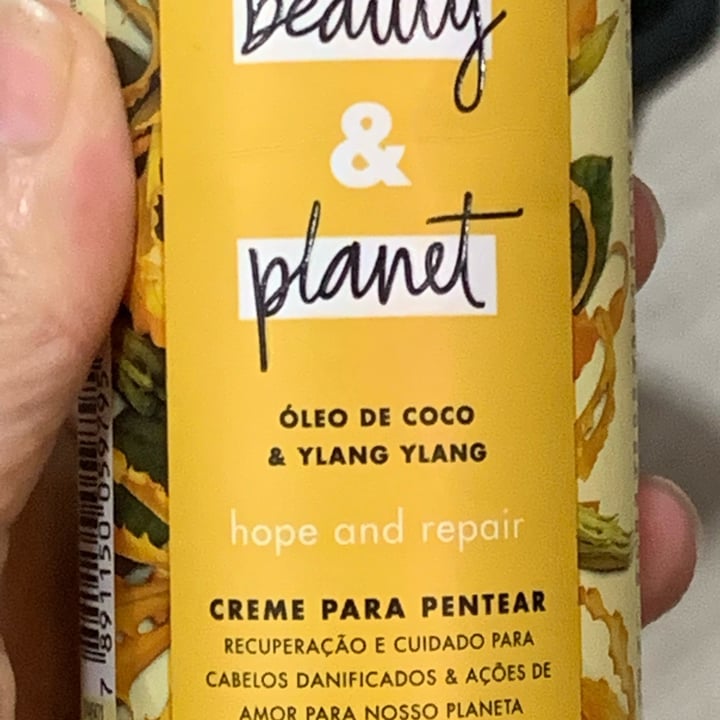 beauty
&
planet
ÓLEO DE COCO
& YLANG YLANG
hope and repair
CREME PARA PENTEAR
RECUPERAÇÃO E CUIDADO PARA
CABELOS DANIFICADOS & AÇÕES DE
AMOR PARA NOSSO PLANETA